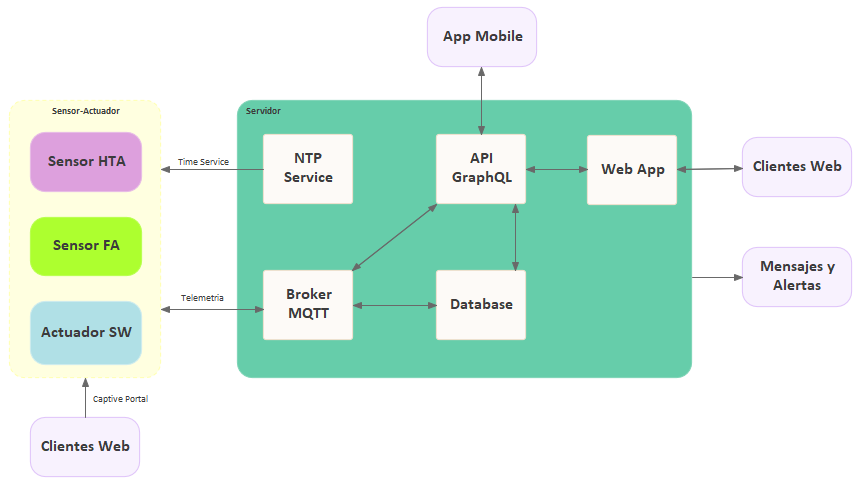 App Mobile
Sensor-Actuador
Servidor
Sensor HTA
Time Service
NTP
Service
API
GraphQL
Web App
Clientes Web
Sensor FA
Actuador SW
Telemetria
Broker
MQTT
Database
Mensajes y
Alertas
Captive Portal
Clientes Web